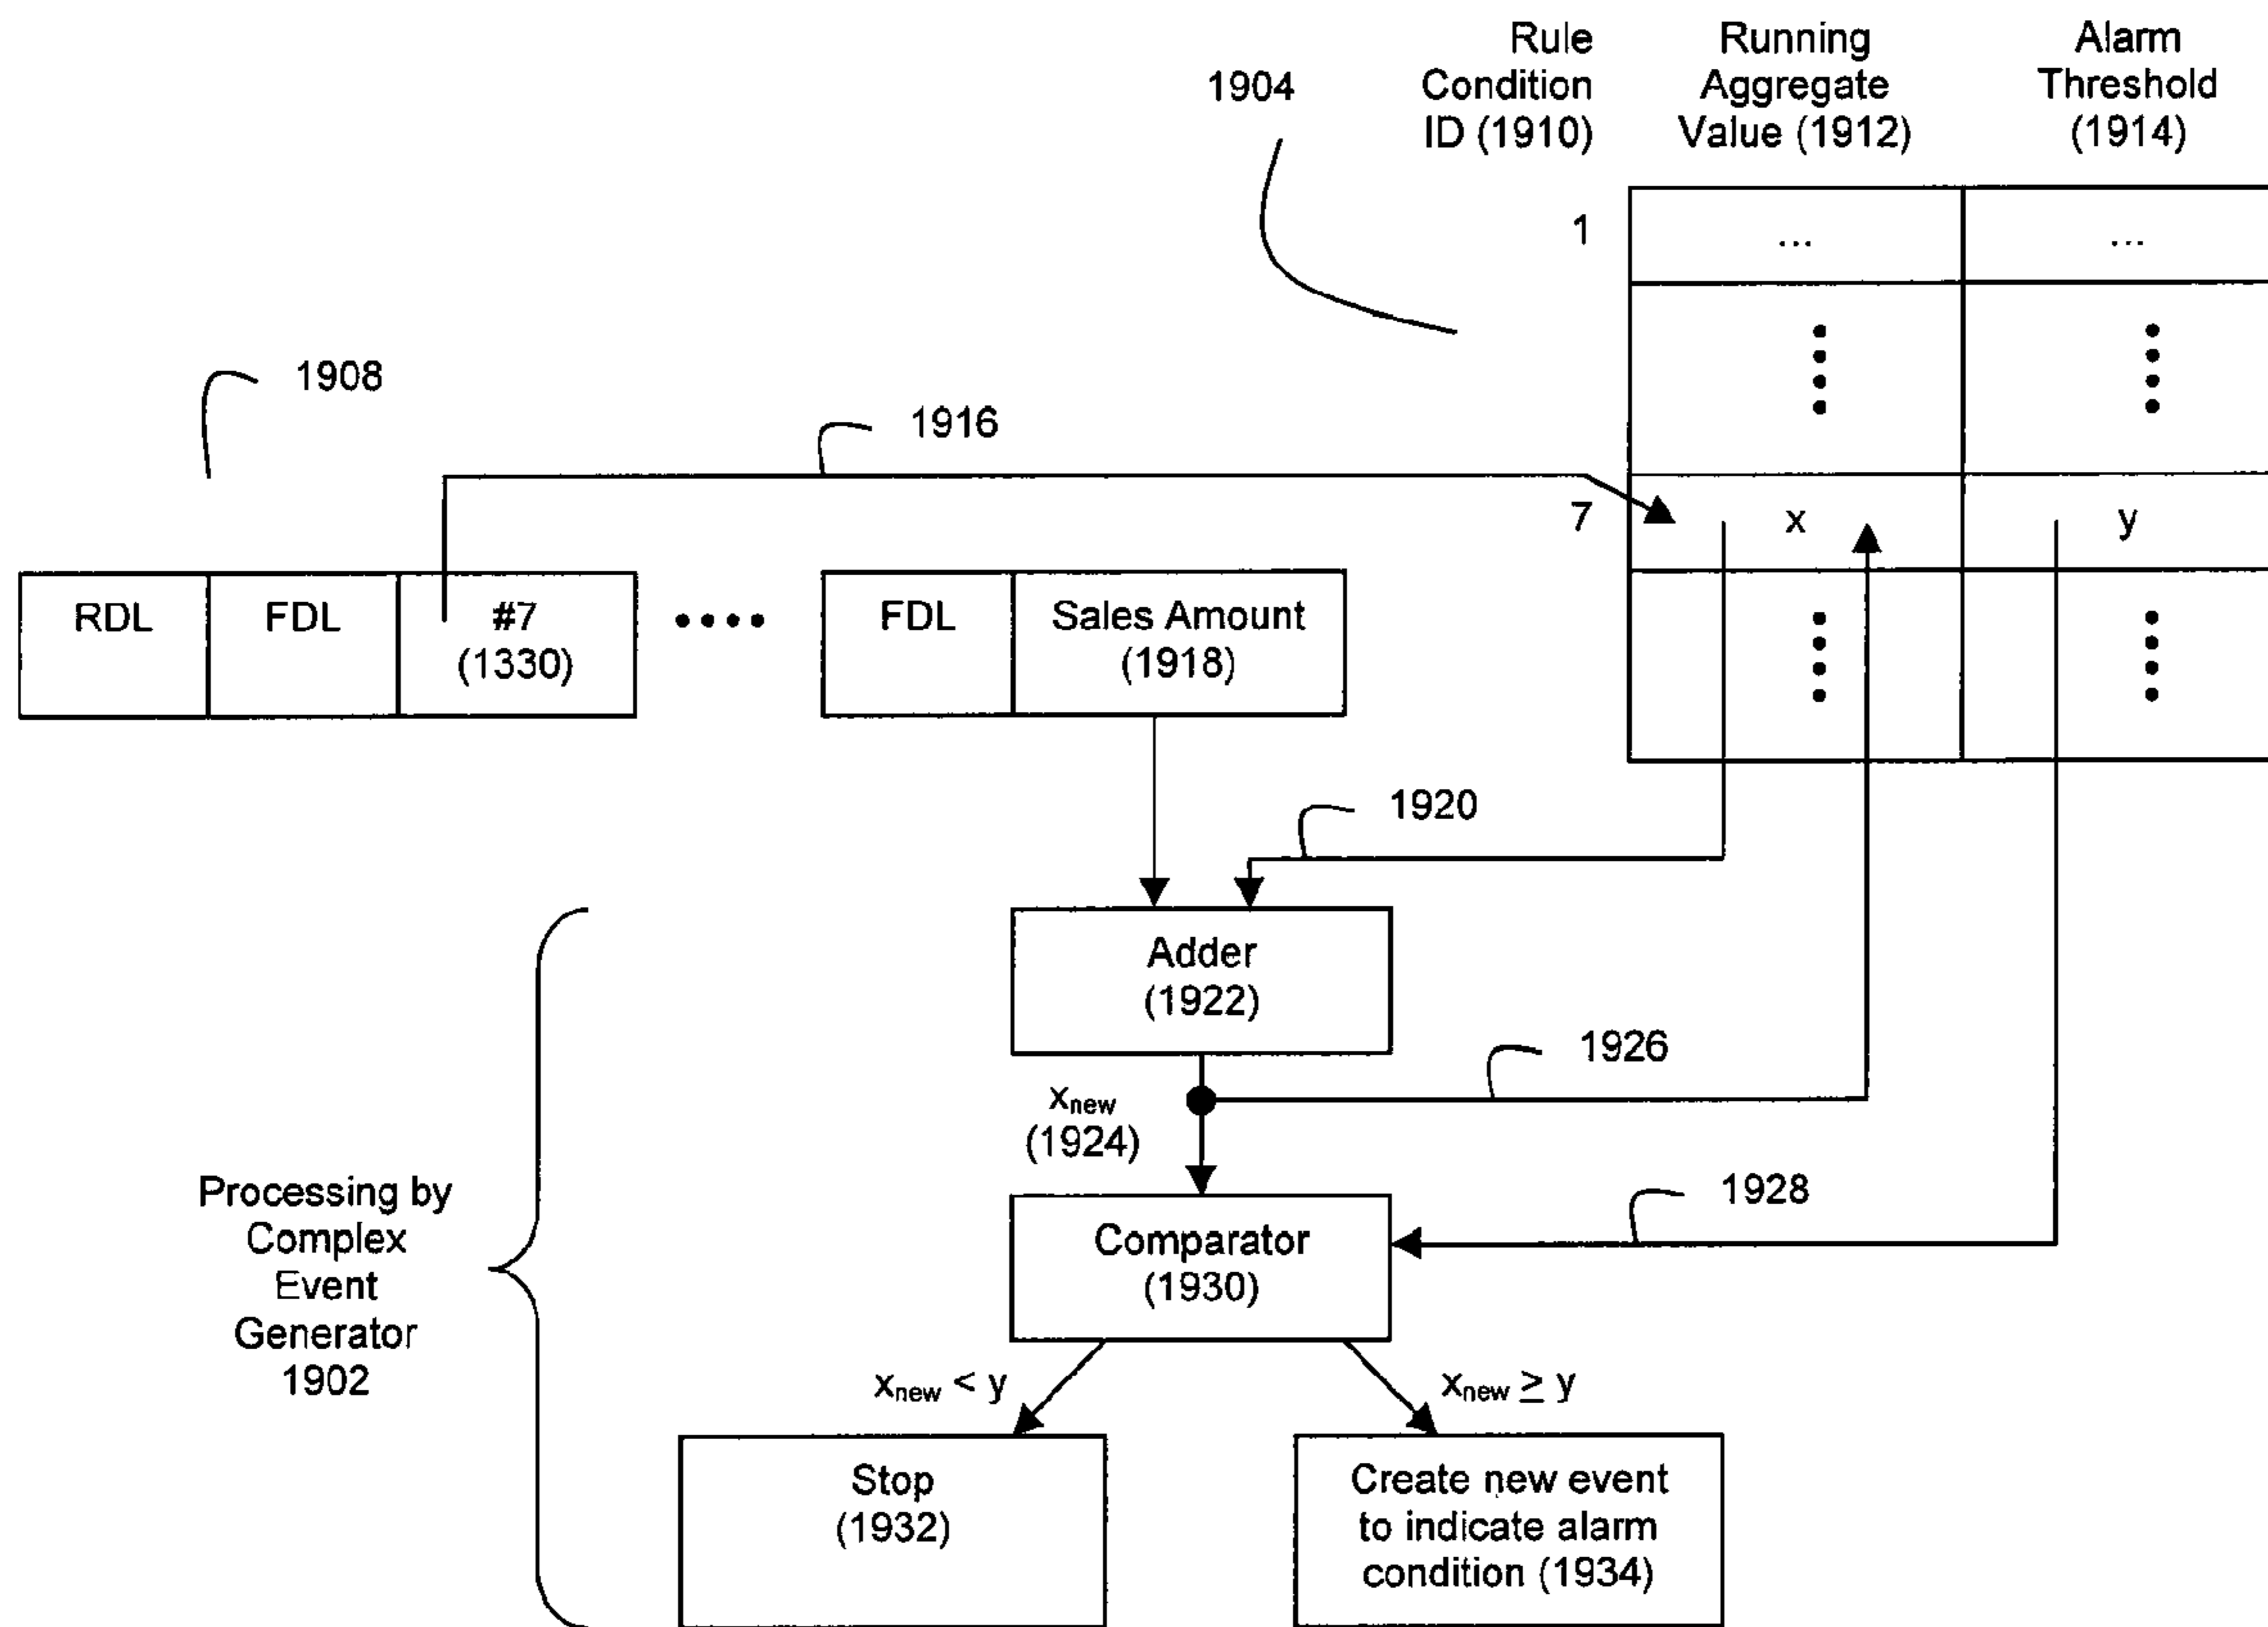 1904
Rule
Condition
ID (1910)
Running
Aggregate
Value (1912)
Alarm
Threshold
(1914)
1
...
...
1908
1916
7
x
y
RDL
FDL
#7
(1330)
FDL
Sales Amount
(1918)
1920
Adder
(1922)
1926
xnew
(1924)
1928
Comparator
(1930)
Processing by
Complex
Event
Generator
1902
xnew < y
xnew ≥ y
Stop
(1932)
Create new event
to indicate alarm
condition (1934)